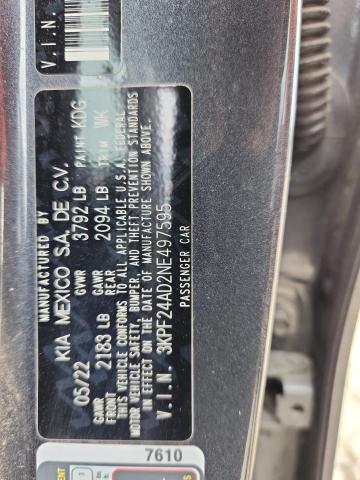 MANUFACTURED BY
KIA MEXICO S.A. DE C.V.
05/22 GVWR 3792 LB PAINT KDG
GAWR FRONT 2183 LB GAWR REAR 2094 LB TRIM WK
THIS VEHICLE CONFORMS TO ALL APPLICABLE U.S.A. FEDERAL
MOTOR VEHICLE SAFETY, BUMPER, AND THEFT PREVENTION STANDARDS
IN EFFECT ON THE DATE OF MANUFACTURE SHOWN ABOVE.
V.I.N. 3KPF24AD2NE497595
PASSENGER CAR
V.I.N.
7610